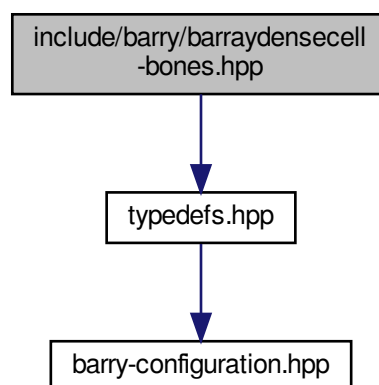 include/barry/barraydensecell
-bones.hpp
typedefs.hpp
barry-configuration.hpp